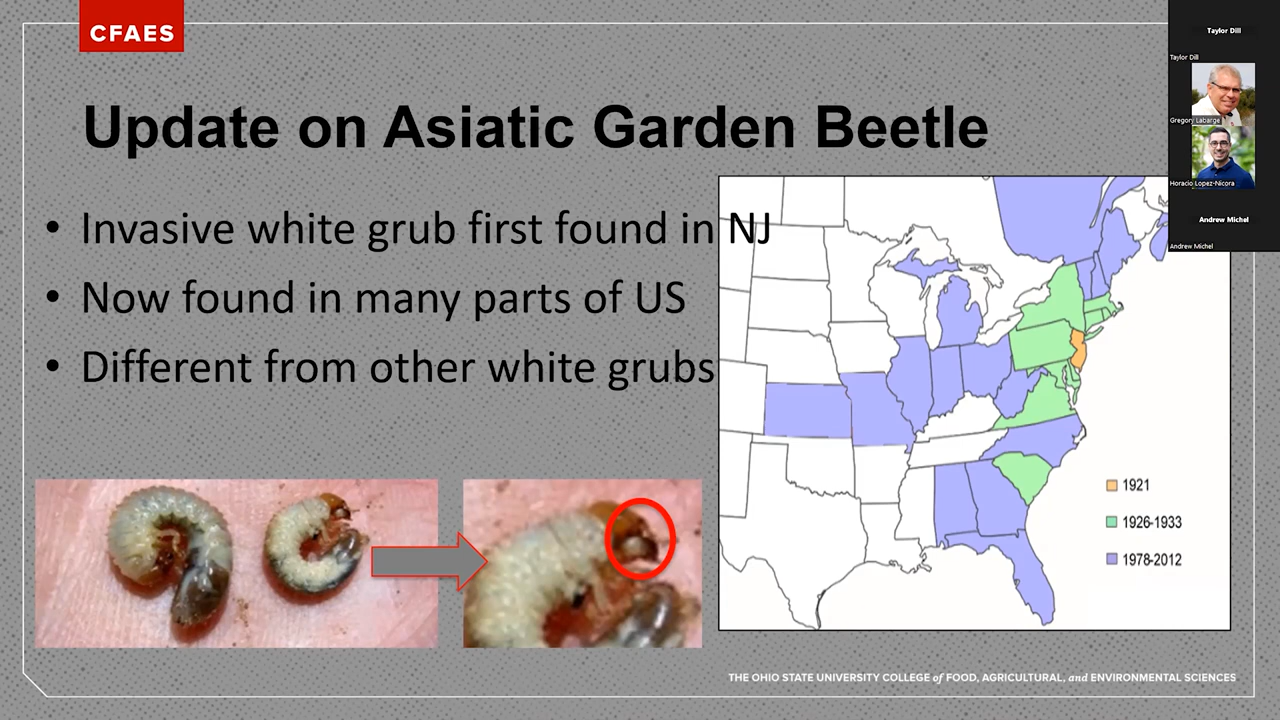 CFAES
Update on Asiatic Garden Beetle
• Invasive white grub first found in NJ
• Now found in many parts of US
• Different from other white grubs
1921
1926-1933
1978-2012
THE OHIO STATE UNIVERSITY COLLEGE of FOOD, AGRICULTURAL, and ENVIRONMENTAL SCIENCES
Taylor Dill
Taylor Dill
Gregory Labarge
Horacio Lopez-Nicora
Andrew Michel
Andrew Michel